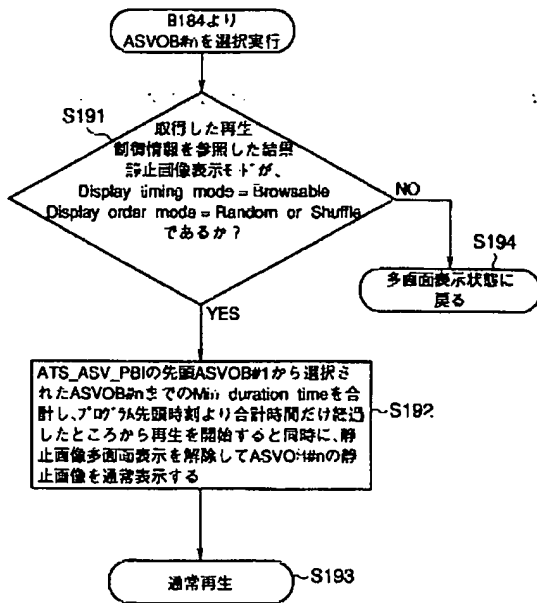 B184より
ASVOB#nを選択実行
S191
取得した再生
制御情報を参照した結果
静止画像表示モードが、
Display timing mode = Browsable
Display order mode = Random or Shuffle
であるか?
NO
S194
多画面表示状態に
戻る
YES
ATS_ASV_PBIの先頭ASVOB#1から選択さ
れたASVOB#nまでのMin duration timeを合
計し、プログラム先頭時刻より合計時間だけ経過
したところから再生を開始すると同時に、静
止画像多画面表示を解除してASVOB#nの静
止画像を通常表示する
S192
通常再生
S193